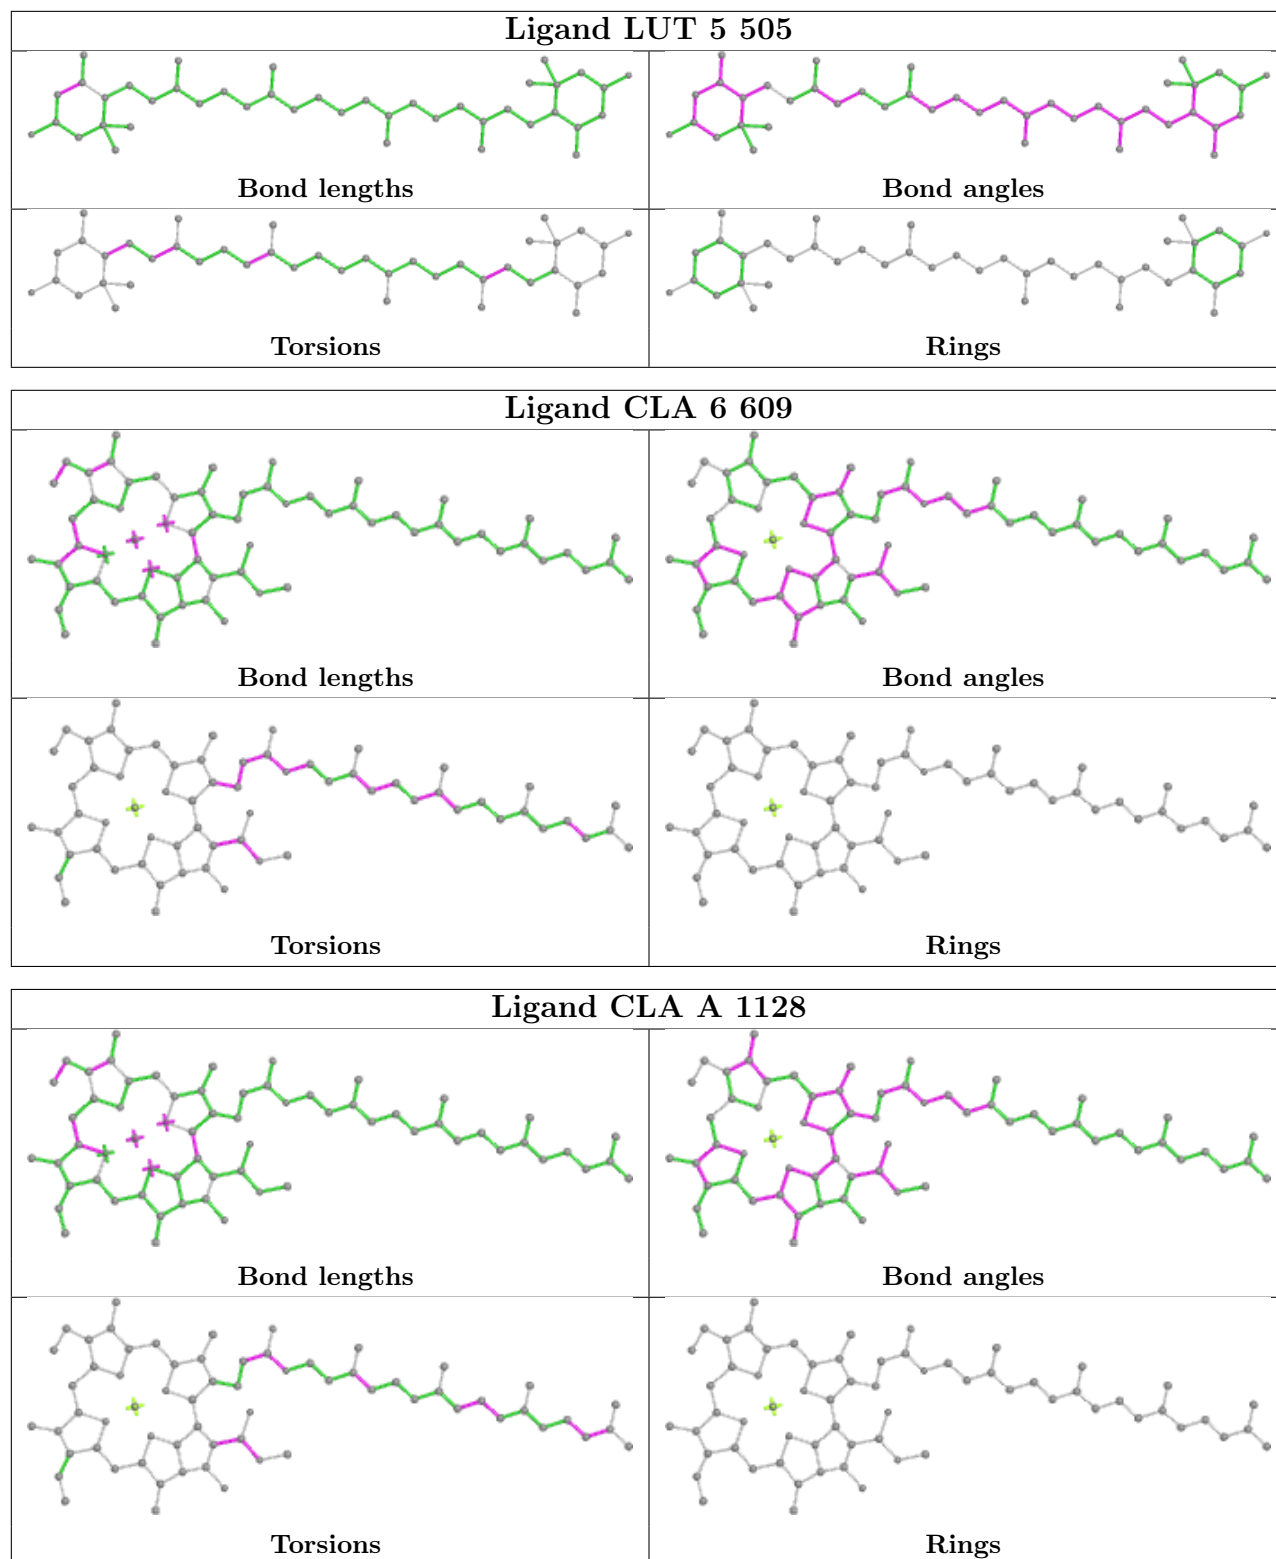 Ligand LUT 5 505
Bond lengths
Bond angles
Torsions
Rings
Ligand CLA 6 609
Bond lengths
Bond angles
Torsions
Rings
Ligand CLA A 1128
Bond lengths
Bond angles
Torsions
Rings